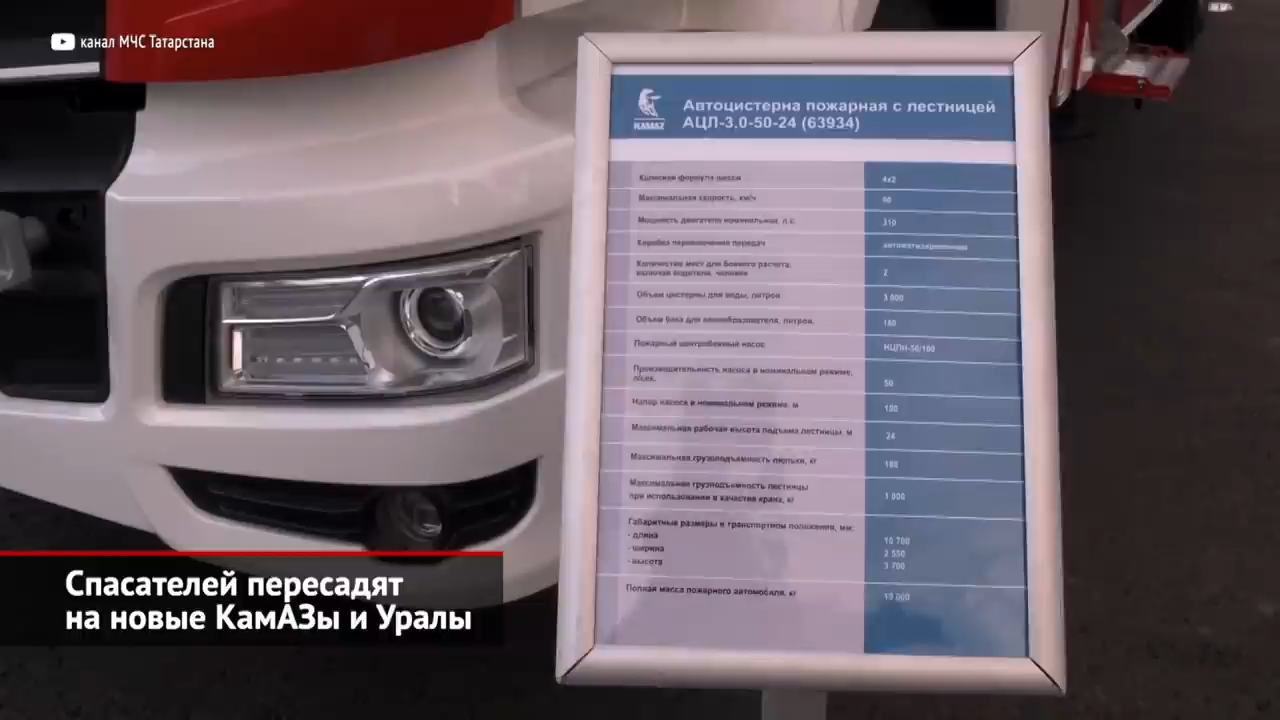 канал МЧС Татарстана
КАМАZ
Автоцистерна пожарная с лестницей
АЦЛ-3,0-50-24 (63934)
Колесная формула шасси 4x2
Максимальная скорость, км/ч 90
Мощность двигателя номинальная, л.с. 310
Коробка переключения передач автоматизированная
Количество мест для боевого расчета,
включая водителя, человек 2
Объем цистерны для воды, литров 3 000
Объем бака для пенообразователя, литров 180
Пожарный центробежный насос НЦПН-50/100
Производительность насоса в номинальном режиме,
л/сек. 50
Напор насоса в номинальном режиме, м 100
Максимальная рабочая высота подъема лестницы, м 24
Максимальная грузоподъемность люльки, кг
Максимальная грузподъемность лестницы
при использовании в качестве крана, кг 1 000
Габаритные размеры в транспортном положении, мм:
- длина 10 700
- ширина 2 550
- высота 3 700
Полная масса пожарного автомобиля, кг
Спасателей пересадят
на новые КамАЗы и Уралы